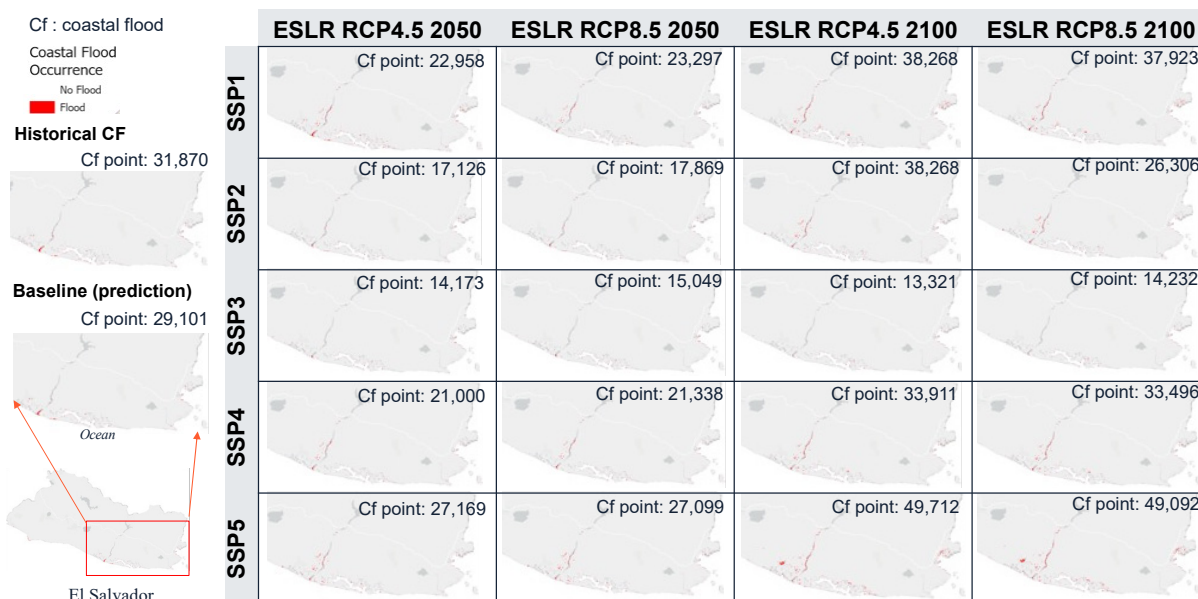 Cf : coastal flood
Coastal Flood
Occurrence
No Flood
Flood
Historical CF
Cf point: 31,870
Baseline (prediction)
Cf point: 29,101
Ocean
El Salvador
ESLR RCP4.5 2050
ESLR RCP8.5 2050
ESLR RCP4.5 2100
ESLR RCP8.5 2100
SSP1
Cf point: 22,958
Cf point: 23,297
Cf point: 38,268
Cf point: 37,923
SSP2
Cf point: 17,126
Cf point: 17,869
Cf point: 38,268
Cf point: 26,306
SSP3
Cf point: 14,173
Cf point: 15,049
Cf point: 13,321
Cf point: 14,232
SSP4
Cf point: 21,000
Cf point: 21,338
Cf point: 33,911
Cf point: 33,496
SSP5
Cf point: 27,169
Cf point: 27,099
Cf point: 49,712
Cf point: 49,092